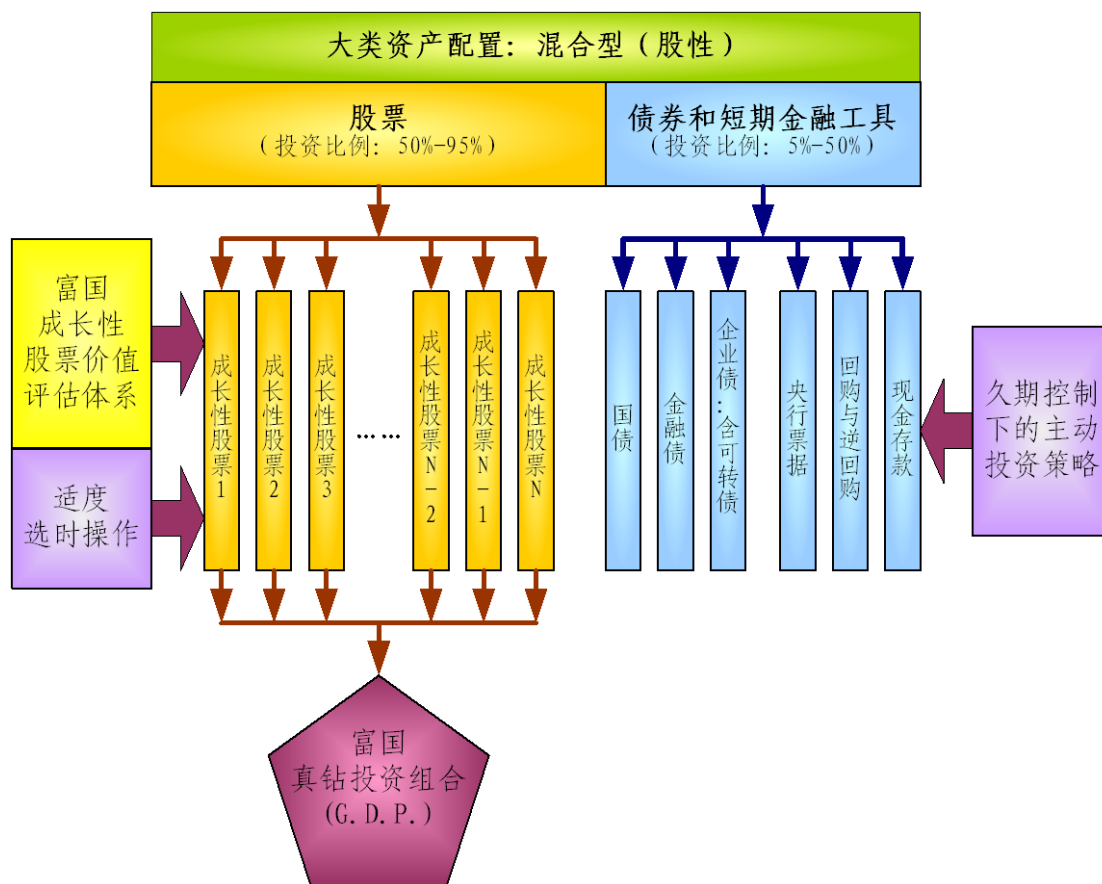 大类资产配置：混合型（股性）
股票
（投资比例：50%-95%）
债券和短期金融工具
（投资比例：5%-50%）
富国
成长性
股票价值
评估体系
适度
选时操作
成长性股票1
成长性股票2
成长性股票3
……
成长性股票N-2
成长性股票N-1
成长性股票N
国债
金融债
企业债：含可转债
央行票据
回购与逆回购
现金存款
久期控制
下的主动
投资策略
富国
真钻投资组合
(G.D.P.)